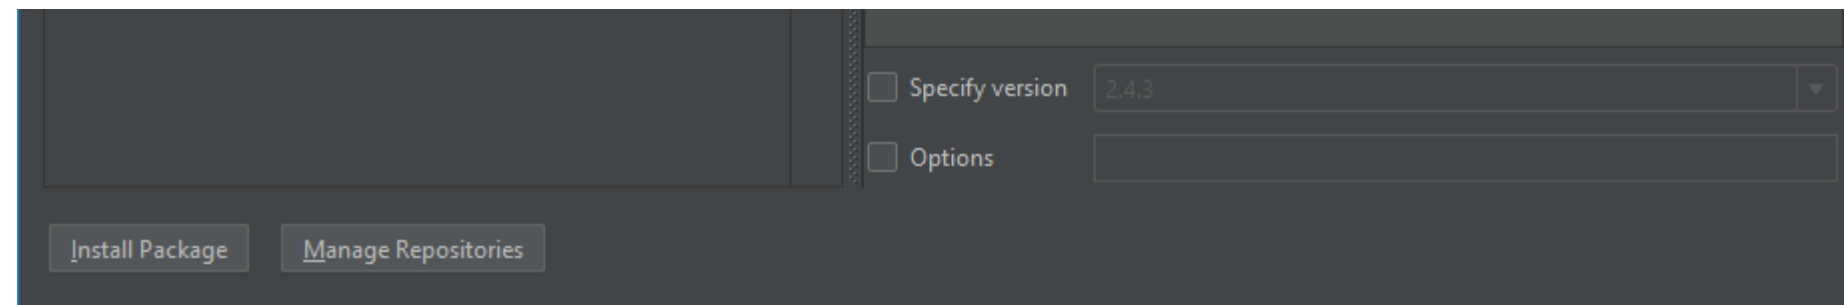 Specify version 2.4.3
Options
Install Package Manage Repositories